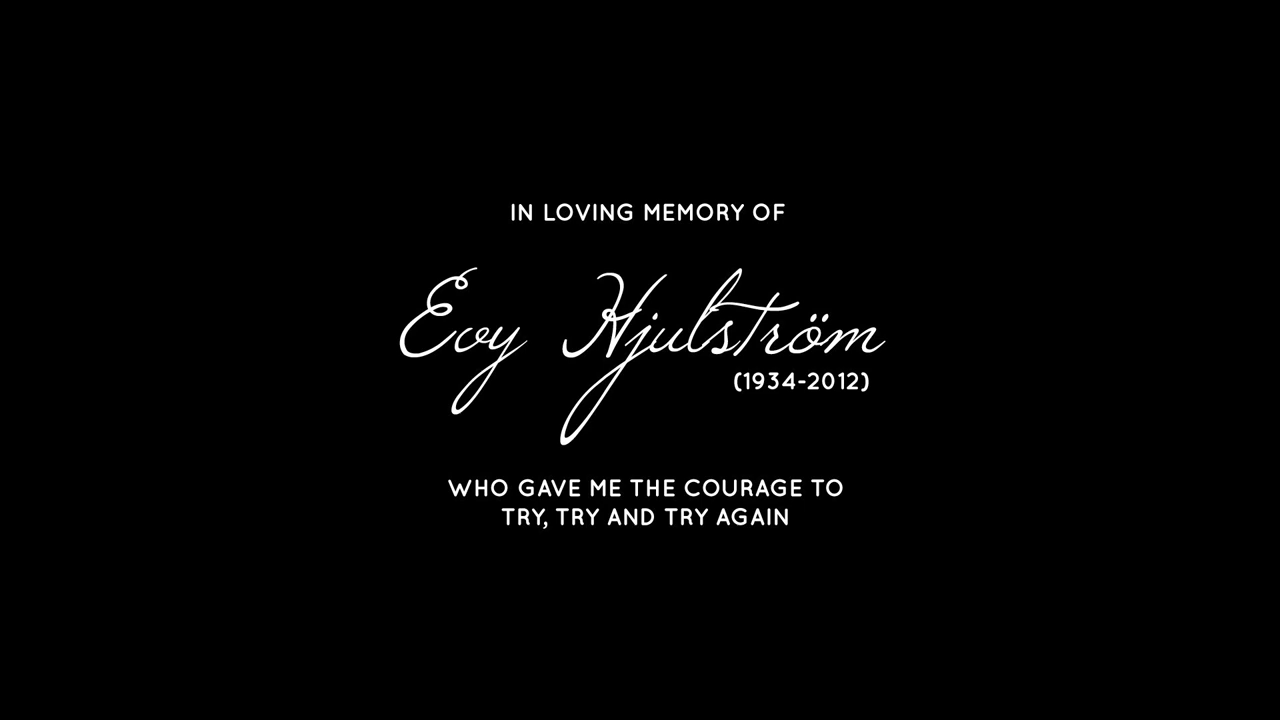 IN LOVING MEMORY OF
Evy Hjulström
(1934-2012)
WHO GAVE ME THE COURAGE TO
TRY, TRY AND TRY AGAIN